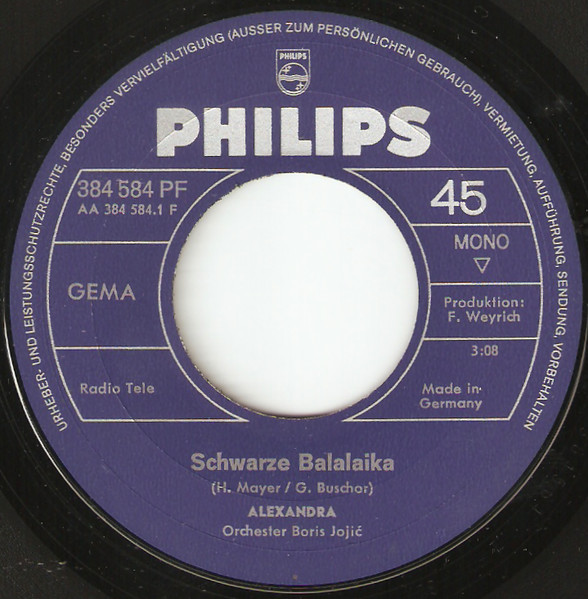 URHEBER- UND LEISTUNGSSCHUTZRECHTE, BESONDERS VERVIELFÄLTIGUNG (AUSSER ZUM PERSÖNLICHEN GEBRAUCH), VERMIETUNG, AUFFÜHRUNG, SENDUNG, VORBEHALTEN
PHILIPS
PHILIPS
384 584 PF
AA 384 584.1 F
45
MONO
GEMA
Produktion:
F. Weyrich
3:08
Radio Tele
Made in
Germany
Schwarze Balalaika
(H. Mayer / G. Buschor)
ALEXANDRA
Orchester Boris Jojić